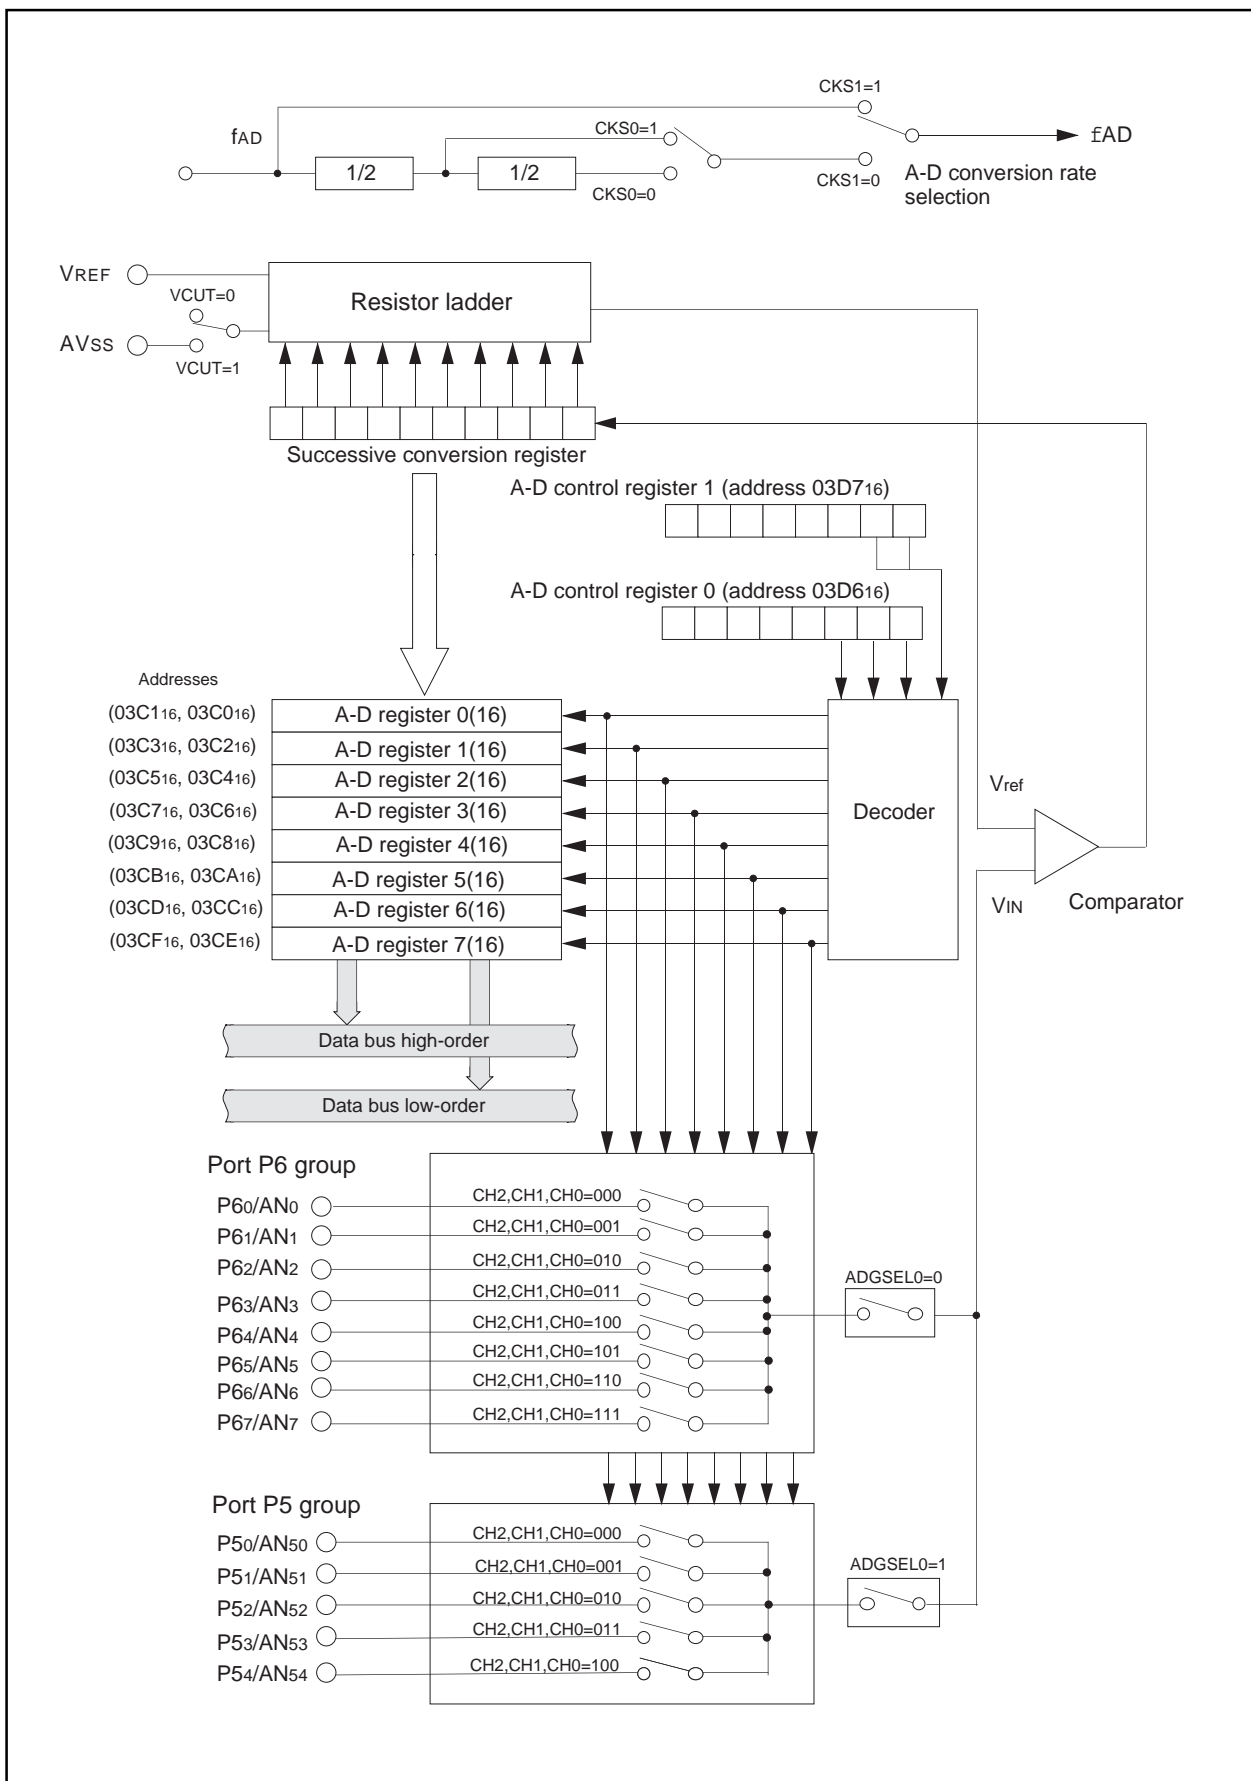 CKS1=1
fAD
CKS0=1
fAD
1/2
1/2
CKS0=0
CKS1=0
A-D conversion rate
selection
VREF
VCUT=0
Resistor ladder
AVSS
VCUT=1
Successive conversion register
A-D control register 1 (address 03D716)
A-D control register 0 (address 03D616)
Addresses
(03C116, 03C016)
A-D register 0(16)
(03C316, 03C216)
A-D register 1(16)
(03C516, 03C416)
A-D register 2(16)
(03C716, 03C616)
A-D register 3(16)
(03C916, 03C816)
A-D register 4(16)
(03CB16, 03CA16)
A-D register 5(16)
(03CD16, 03CC16)
A-D register 6(16)
(03CF16, 03CE16)
A-D register 7(16)
Decoder
Vref
VIN
Comparator
Data bus high-order
Data bus low-order
Port P6 group
P60/AN0
CH2,CH1,CH0=000
P61/AN1
CH2,CH1,CH0=001
P62/AN2
CH2,CH1,CH0=010
P63/AN3
CH2,CH1,CH0=011
P64/AN4
CH2,CH1,CH0=100
P65/AN5
CH2,CH1,CH0=101
P66/AN6
CH2,CH1,CH0=110
P67/AN7
CH2,CH1,CH0=111
ADGSEL0=0
Port P5 group
P50/AN50
CH2,CH1,CH0=000
P51/AN51
CH2,CH1,CH0=001
P52/AN52
CH2,CH1,CH0=010
P53/AN53
CH2,CH1,CH0=011
P54/AN54
CH2,CH1,CH0=100
ADGSEL0=1